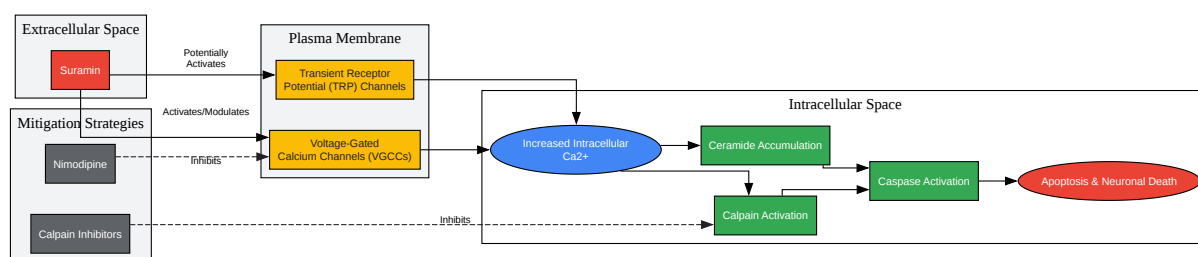 Extracellular Space
Suramin
Potentially
Activates
Activates/Modulates
Mitigation Strategies
Nimodipine
Inhibits
Calpain Inhibitors
Inhibits
Plasma Membrane
Transient Receptor
Potential (TRP) Channels
Voltage-Gated
Calcium Channels (VGCCs)
Intracellular Space
Increased Intracellular
Ca2+
Ceramide Accumulation
Calpain Activation
Caspase Activation
Apoptosis & Neuronal Death